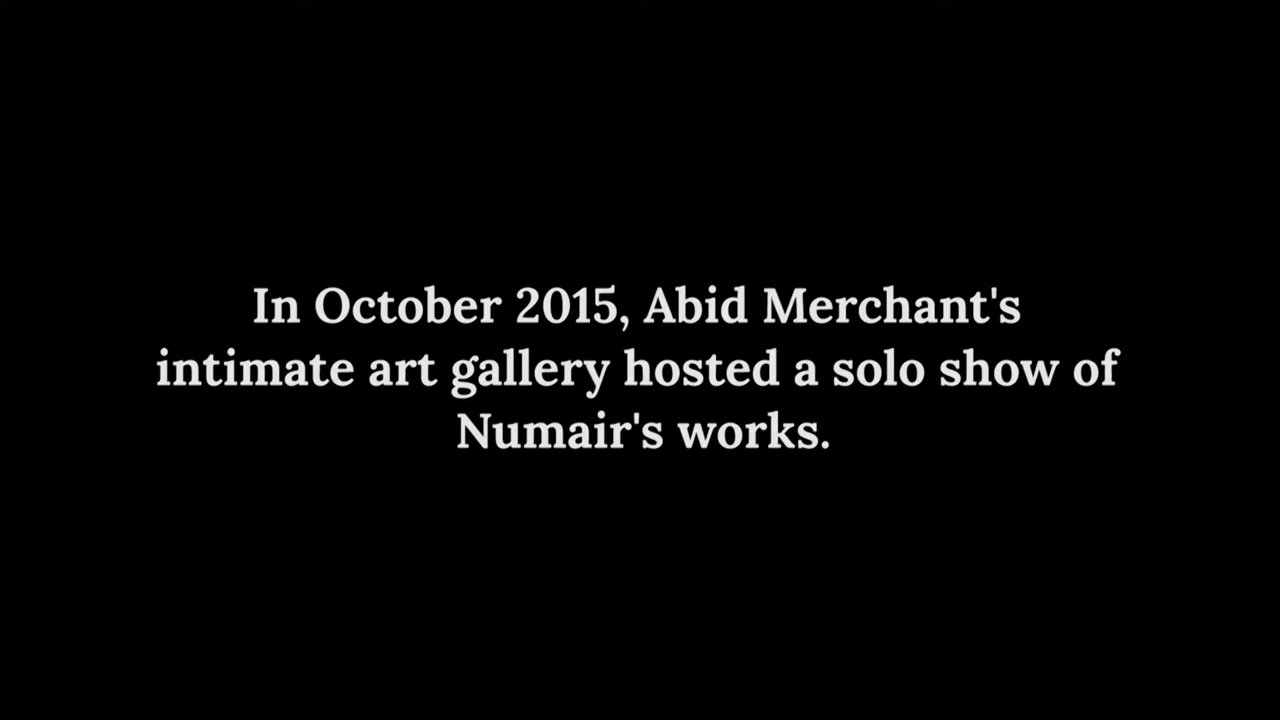 In October 2015, Abid Merchant's
intimate art gallery hosted a solo show of
Numair's works.